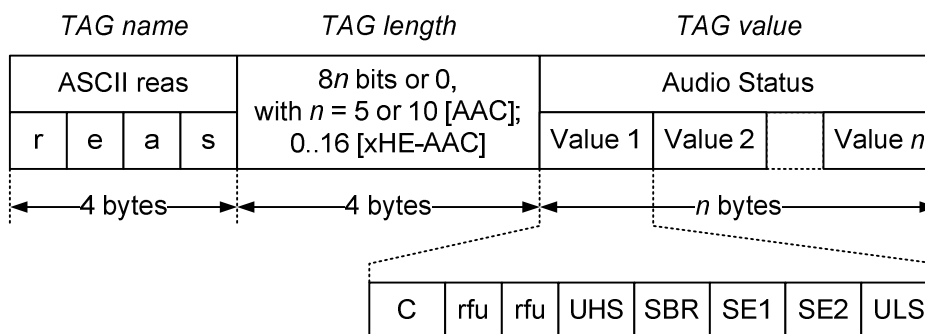 TAG name TAG length TAG value
ASCII reas
8n bits or 0,
with n = 5 or 10 [AAC];
0..16 [xHE-AAC]
Audio Status
r e a s
Value 1 Value 2 Value n
4 bytes 4 bytes n bytes
C rfu rfu UHS SBR SE1 SE2 ULS